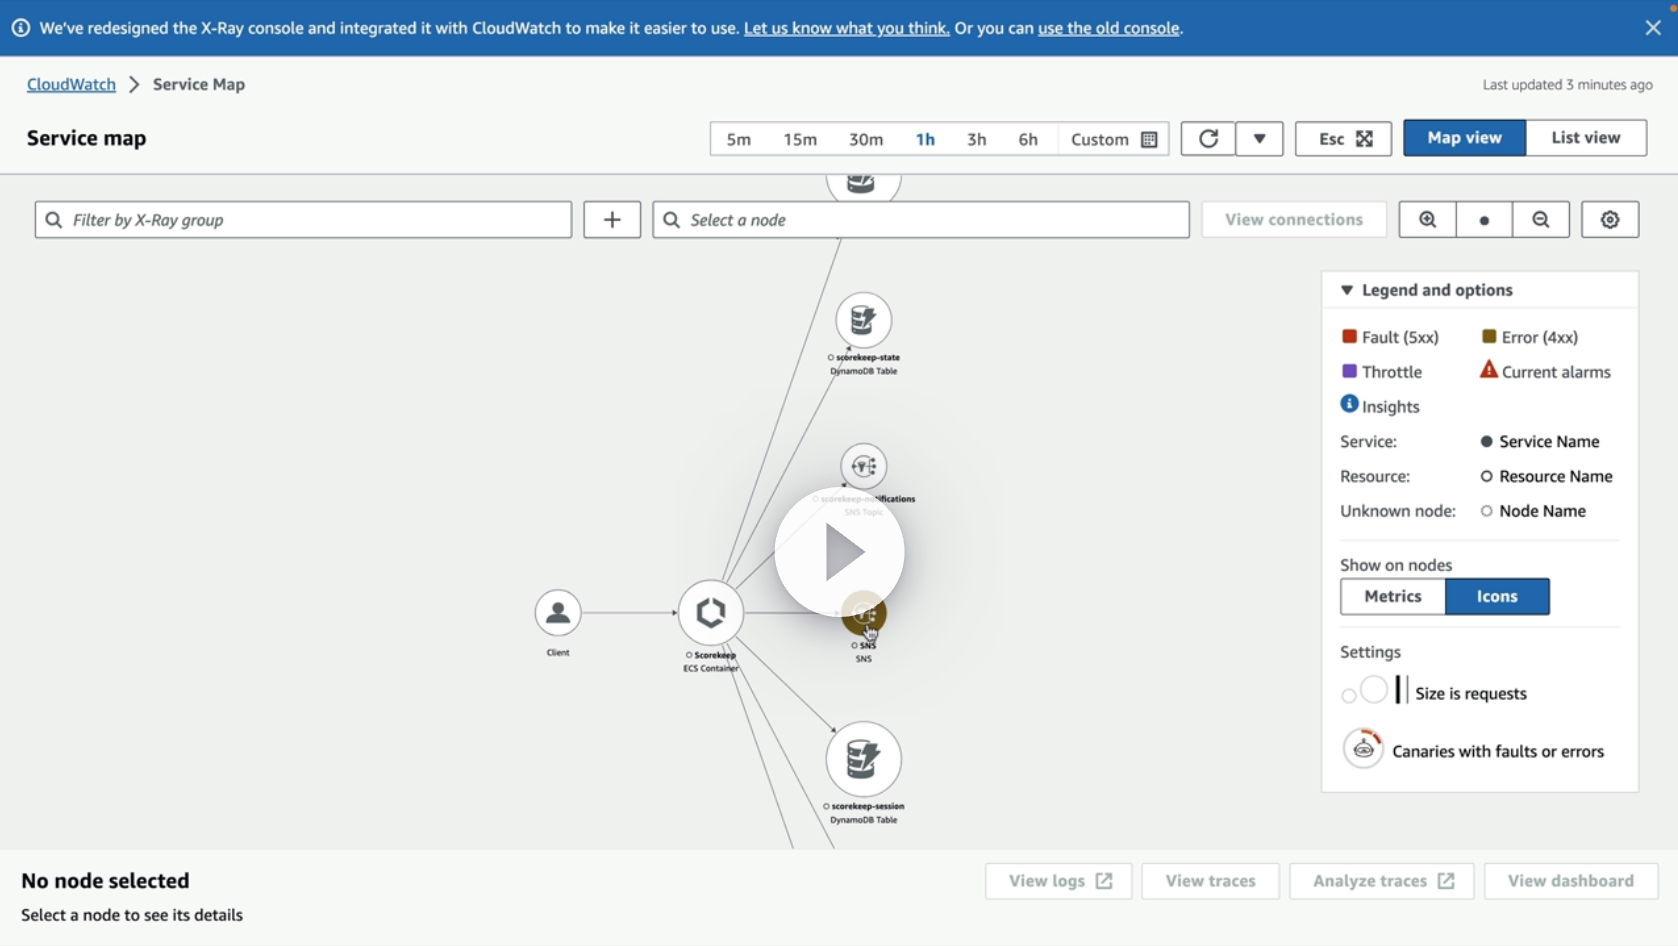 We've redesigned the X-Ray console and integrated it with CloudWatch to make it easier to use. Let us know what you think. Or you can use the old console.
CloudWatch > Service Map
Last updated 3 minutes ago
Service map
5m 15m 30m 1h 3h 6h Custom
Esc
Map view List view
Filter by X-Ray group
+
Select a node
View connections
Legend and options
Fault (5xx) Error (4xx)
Throttle Current alarms
Insights
Service: Service Name
Resource: Resource Name
Unknown node: Node Name
Show on nodes
Metrics Icons
Settings
Size is requests
Canaries with faults or errors
scorekeep-state
DynamoDB Table
scorekeep-notifications
SNS Topic
Client
Scorekeep
ECS Container
SNS
SNS
scorekeep-session
DynamoDB Table
No node selected
Select a node to see its details
View logs View traces Analyze traces View dashboard